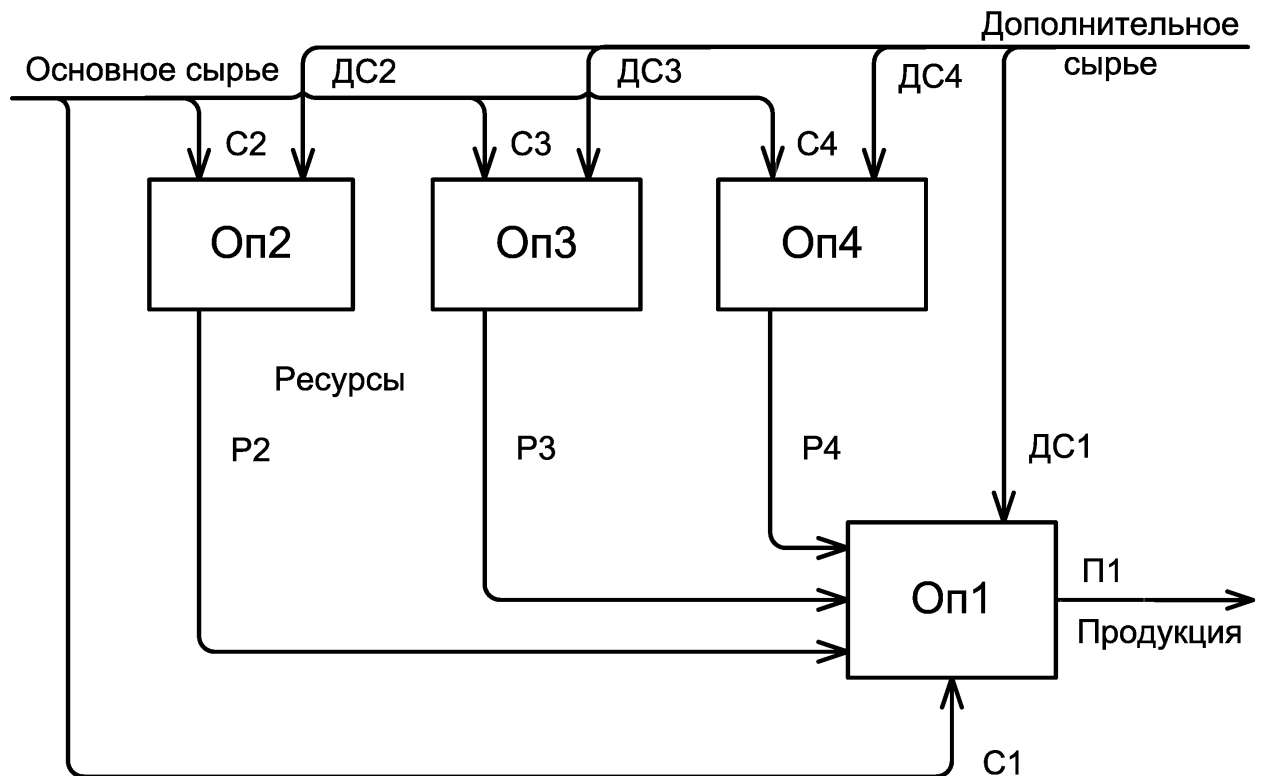 Дополнительное
сырье
Основное сырье
ДС2
ДС3
ДС4
С2
С3
С4
Оп2
Оп3
Оп4
Ресурсы
Р2
Р3
Р4
ДС1
Оп1
П1
Продукция
С1